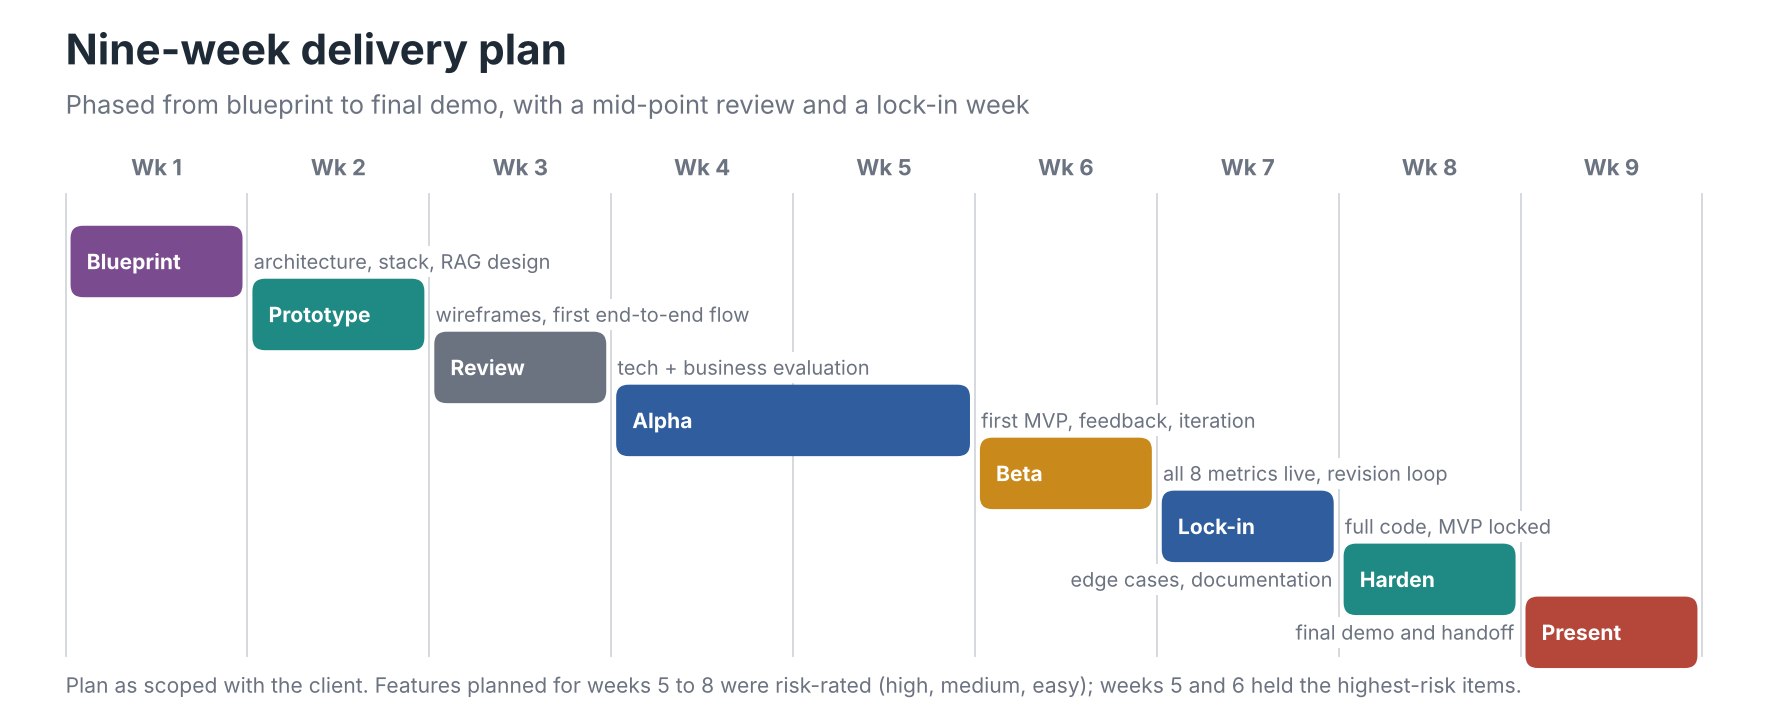 Nine-week delivery plan
Phased from blueprint to final demo, with a mid-point review and a lock-in week
Wk 1 Wk 2 Wk 3 Wk 4 Wk 5 Wk 6 Wk 7 Wk 8 Wk 9
Blueprint architecture, stack, RAG design
Prototype wireframes, first end-to-end flow
Review tech + business evaluation
Alpha first MVP, feedback, iteration
Beta all 8 metrics live, revision loop
Lock-in full code, MVP locked
edge cases, documentation Harden
final demo and handoff Present
Plan as scoped with the client. Features planned for weeks 5 to 8 were risk-rated (high, medium, easy); weeks 5 and 6 held the highest-risk items.